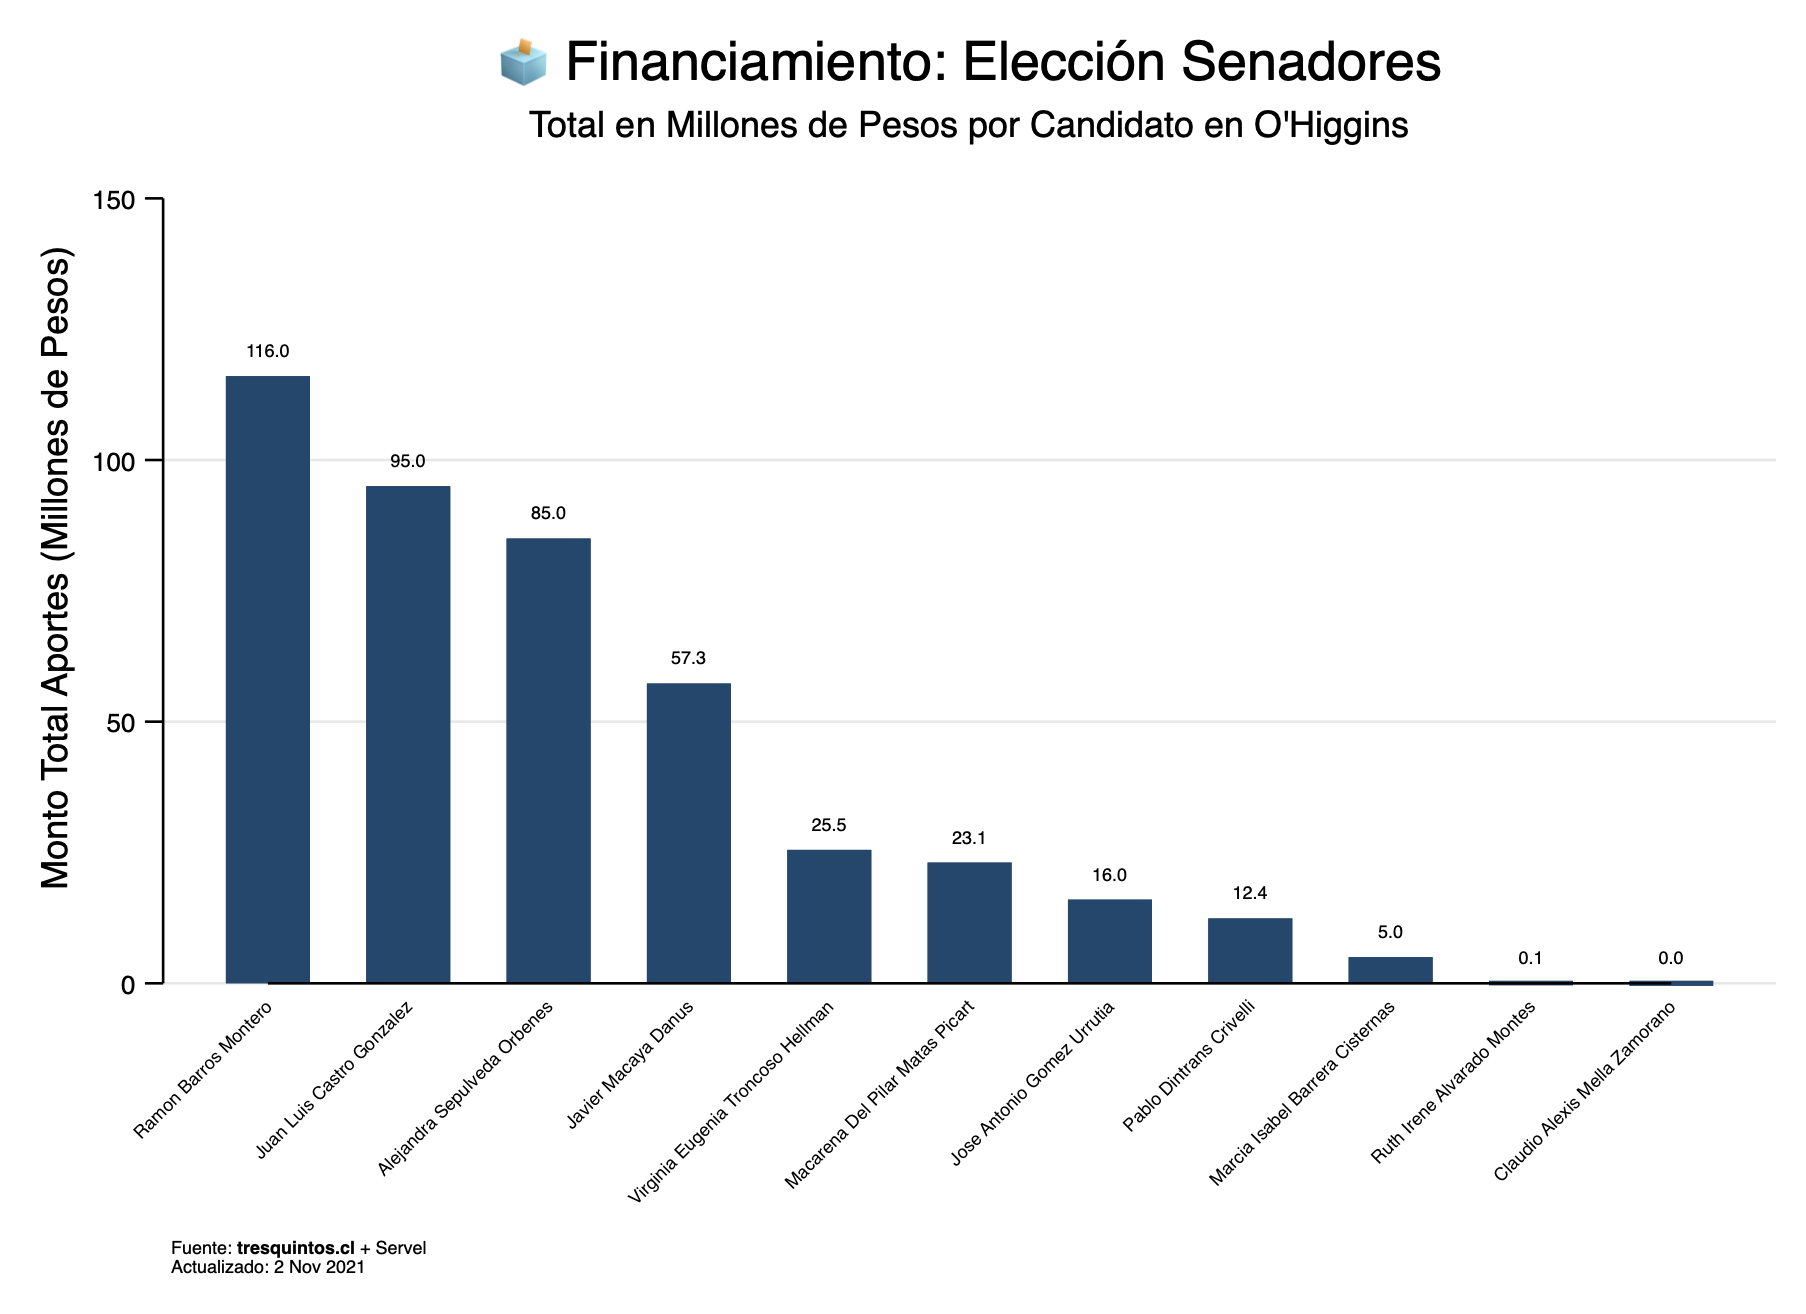 Financiamiento: Elección Senadores
Total en Millones de Pesos por Candidato en O'Higgins
Monto Total Aportes (Millones de Pesos)
150
100
50
0
116.0
95.0
85.0
57.3
25.5
23.1
16.0
12.4
5.0
0.1
0.0
Ramon Barros Montero
Juan Luis Castro Gonzalez
Alejandra Sepulveda Orbenes
Javier Macaya Danus
Virginia Eugenia Troncoso Hellman
Macarena Del Pilar Matas Picart
Jose Antonio Gomez Urrutia
Pablo Dintrans Crivelli
Marcia Isabel Barrera Cisternas
Ruth Irene Alvarado Montes
Claudio Alexis Mella Zamorano
Fuente: tresquintos.cl + Servel
Actualizado: 2 Nov 2021